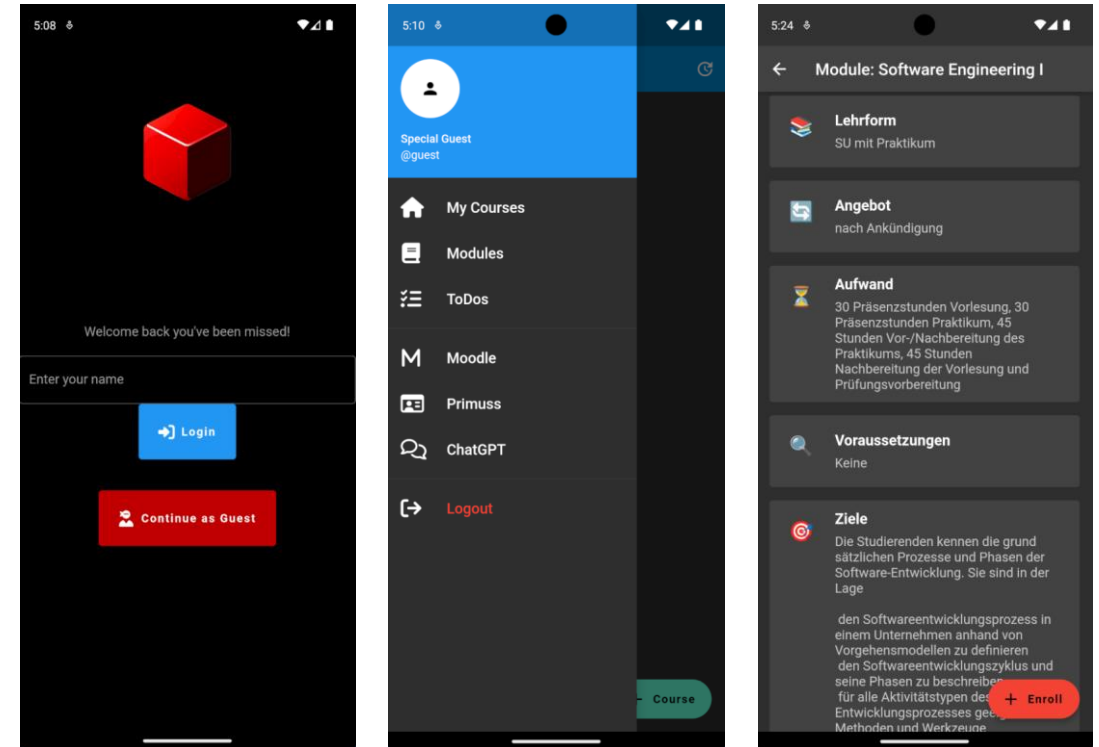 5:08
Welcome back you've been missed!
Enter your name
Login
Continue as Guest
5:10
Special Guest
@guest
My Courses
Modules
ToDos
Moodle
Primuss
ChatGPT
Logout
Course
5:24
Module: Software Engineering I
Lehrform
SU mit Praktikum
Angebot
nach Ankündigung
Aufwand
30 Präsenzstunden Vorlesung, 30
Präsenzstunden Praktikum, 45
Stunden Vor-/Nachbereitung des
Praktikums, 45 Stunden
Nachbereitung der Vorlesung und
Prüfungsvorbereitung
Voraussetzungen
Keine
Ziele
Die Studierenden kennen die grund
sätzlichen Prozesse und Phasen der
Software-Entwicklung. Sie sind in der
Lage
den Softwareentwicklungsprozess in
einem Unternehmen anhand von
Vorgehensmodellen zu definieren
den Softwareentwicklungszyklus und
seine Phasen zu beschreiben
für alle Aktivitätstypen des
+ Enroll
Entwicklungsprozesses
Methoden und Werkzeuge